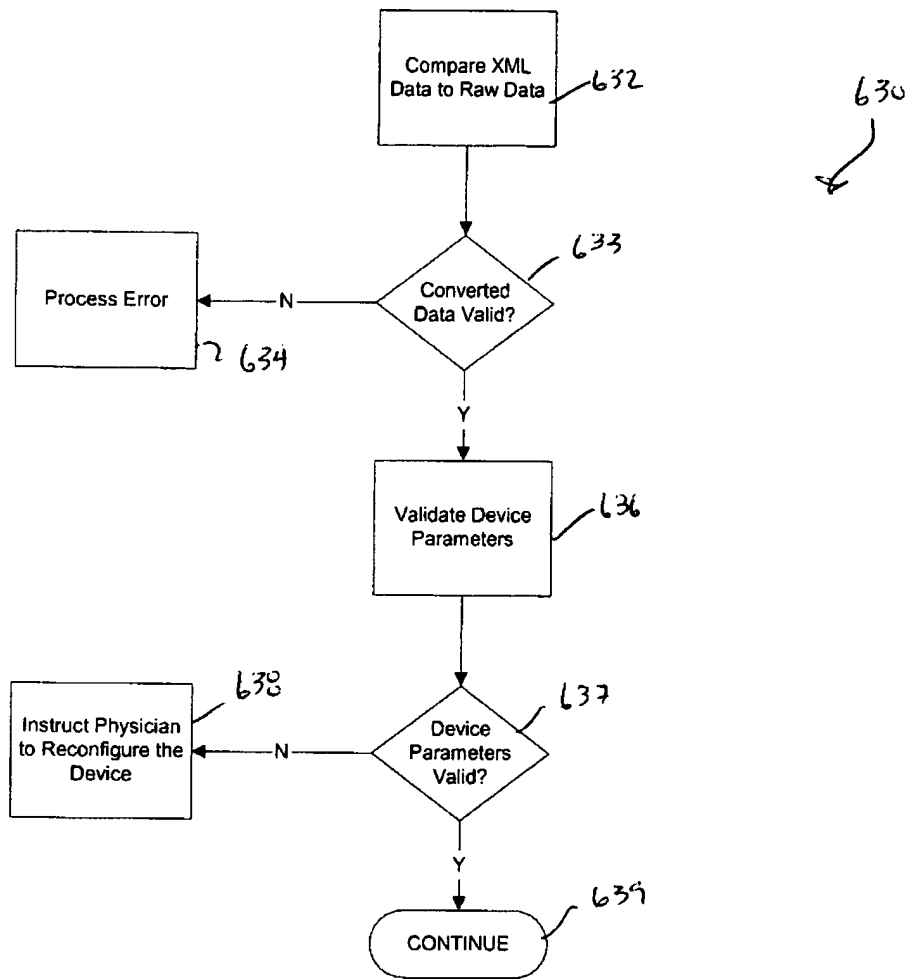 Compare XML
Data to Raw Data
632
630
633
Converted
Data Valid?
N
Process Error
634
Y
Validate Device
Parameters
636
638
Instruct Physician
to Reconfigure the
Device
N
637
Device
Parameters
Valid?
Y
CONTINUE
639